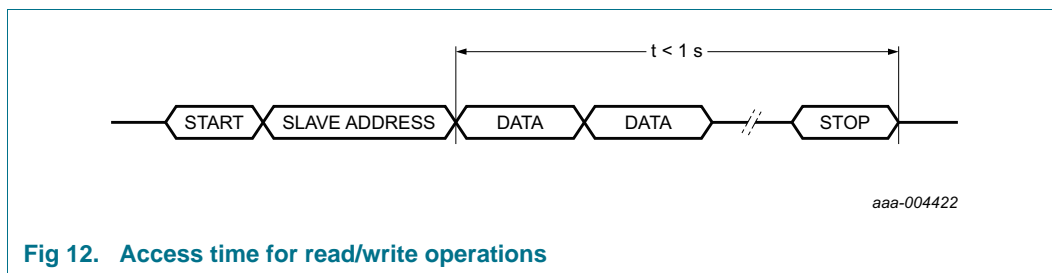 t < 1 s
START SLAVE ADDRESS DATA DATA STOP
aaa-004422
Fig 12. Access time for read/write operations